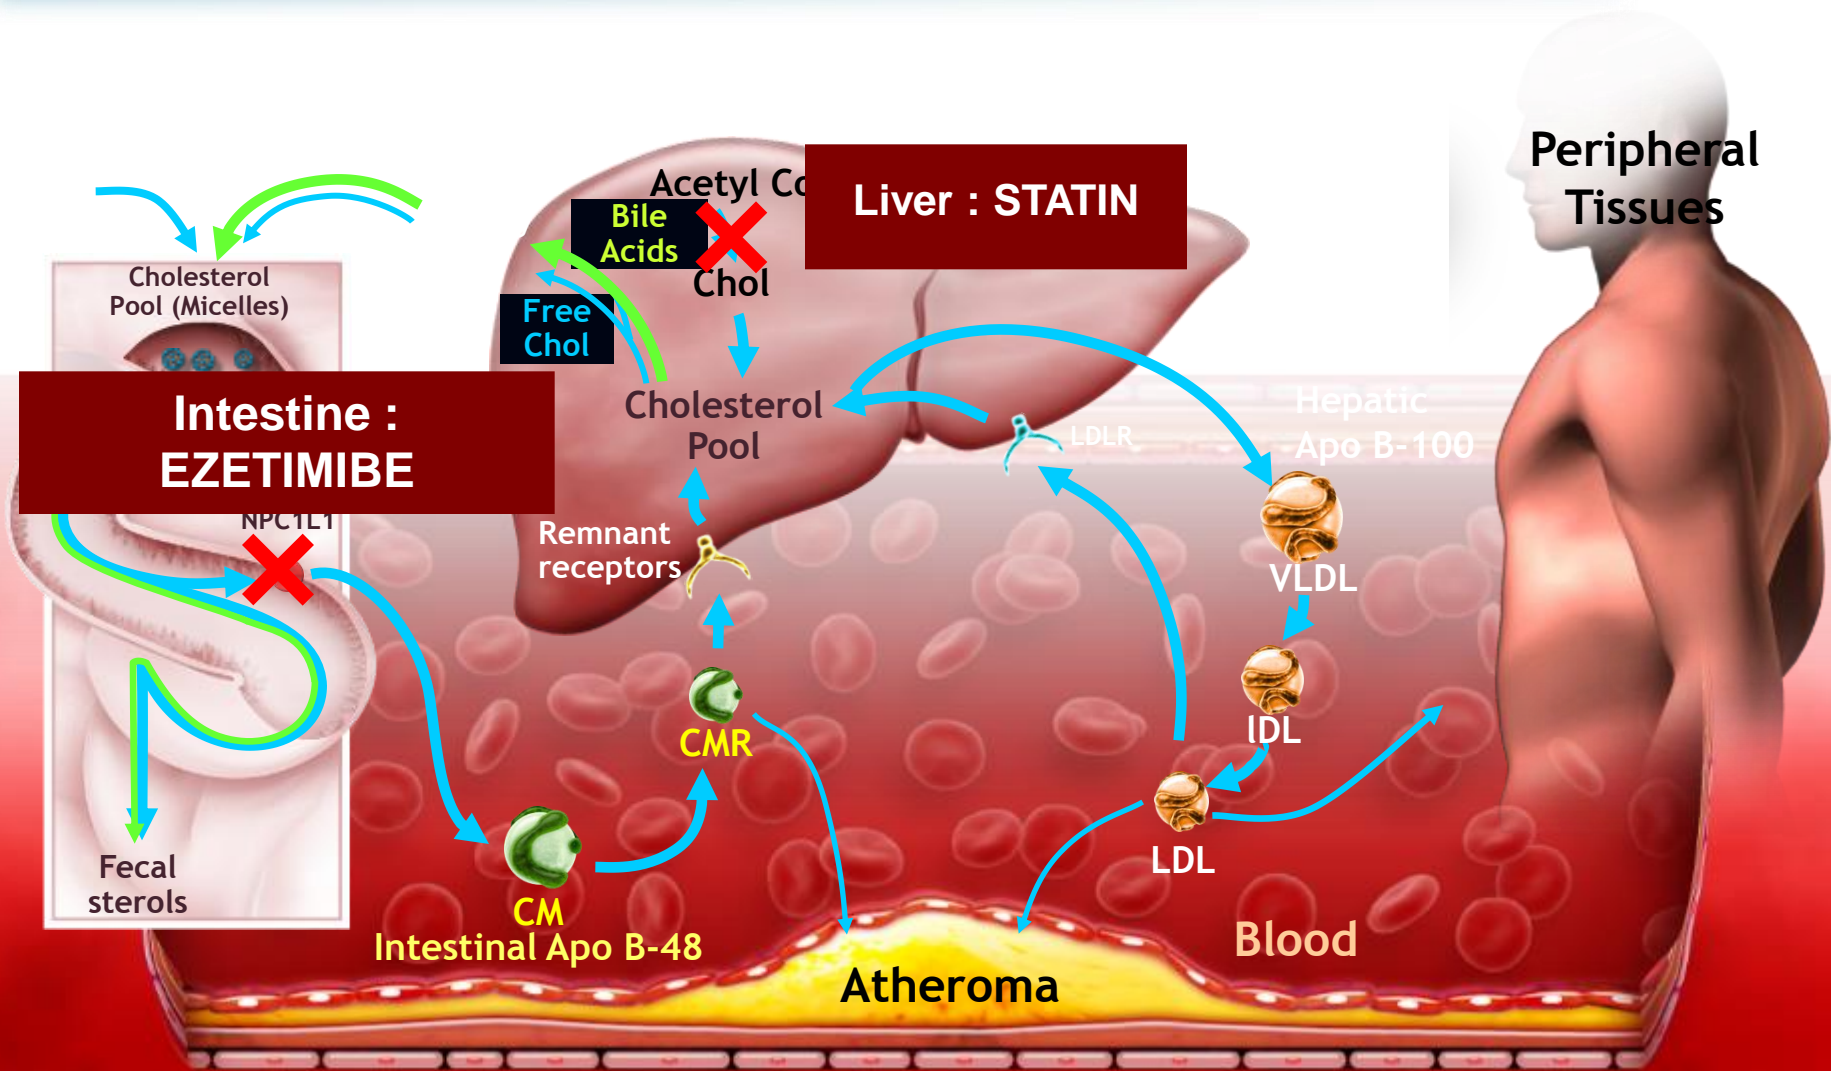 Peripheral
Tissues
Acetyl Co
Liver : STATIN
Bile
Acids
Chol
Free
Chol
Cholesterol
Pool (Micelles)
Intestine :
EZETIMIBE
NPC1L1
Cholesterol
Pool
Hepatic
Apo B-100
LDLR
Remnant
receptors
VLDL
IDL
CMR
LDL
Fecal
sterols
CM
Intestinal Apo B-48
Blood
Atheroma